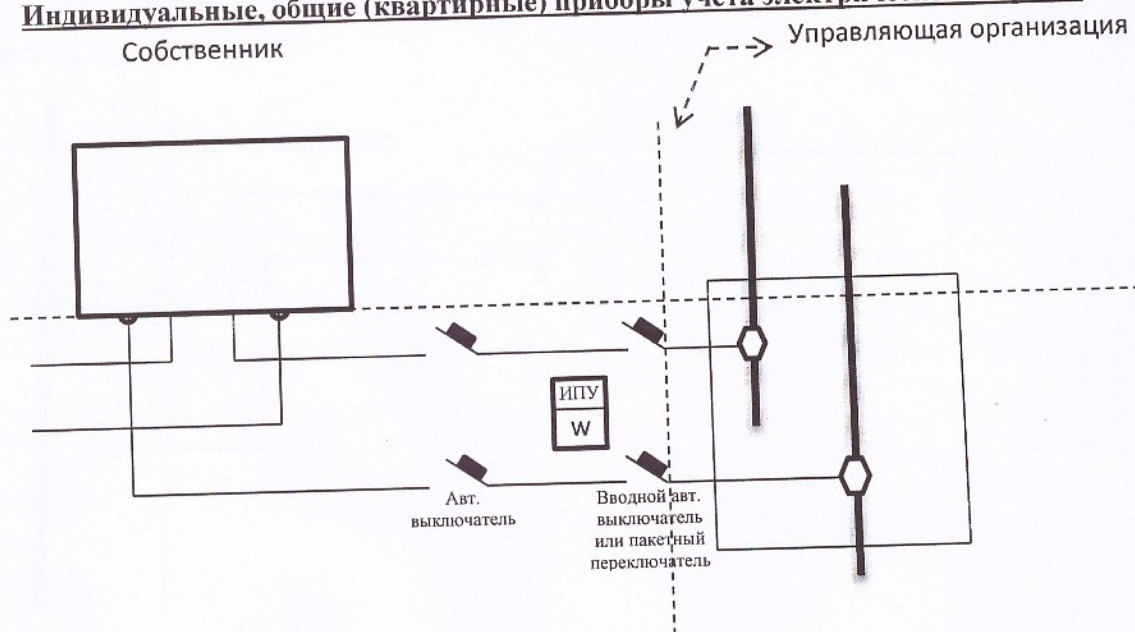 Индивидуальные, общие (квартирные) приборы учета
Собственник
Управляющая организация
ИПУ
W
Авт.
выключатель
Вводной авт.
выключатель
или пакетный
переключатель